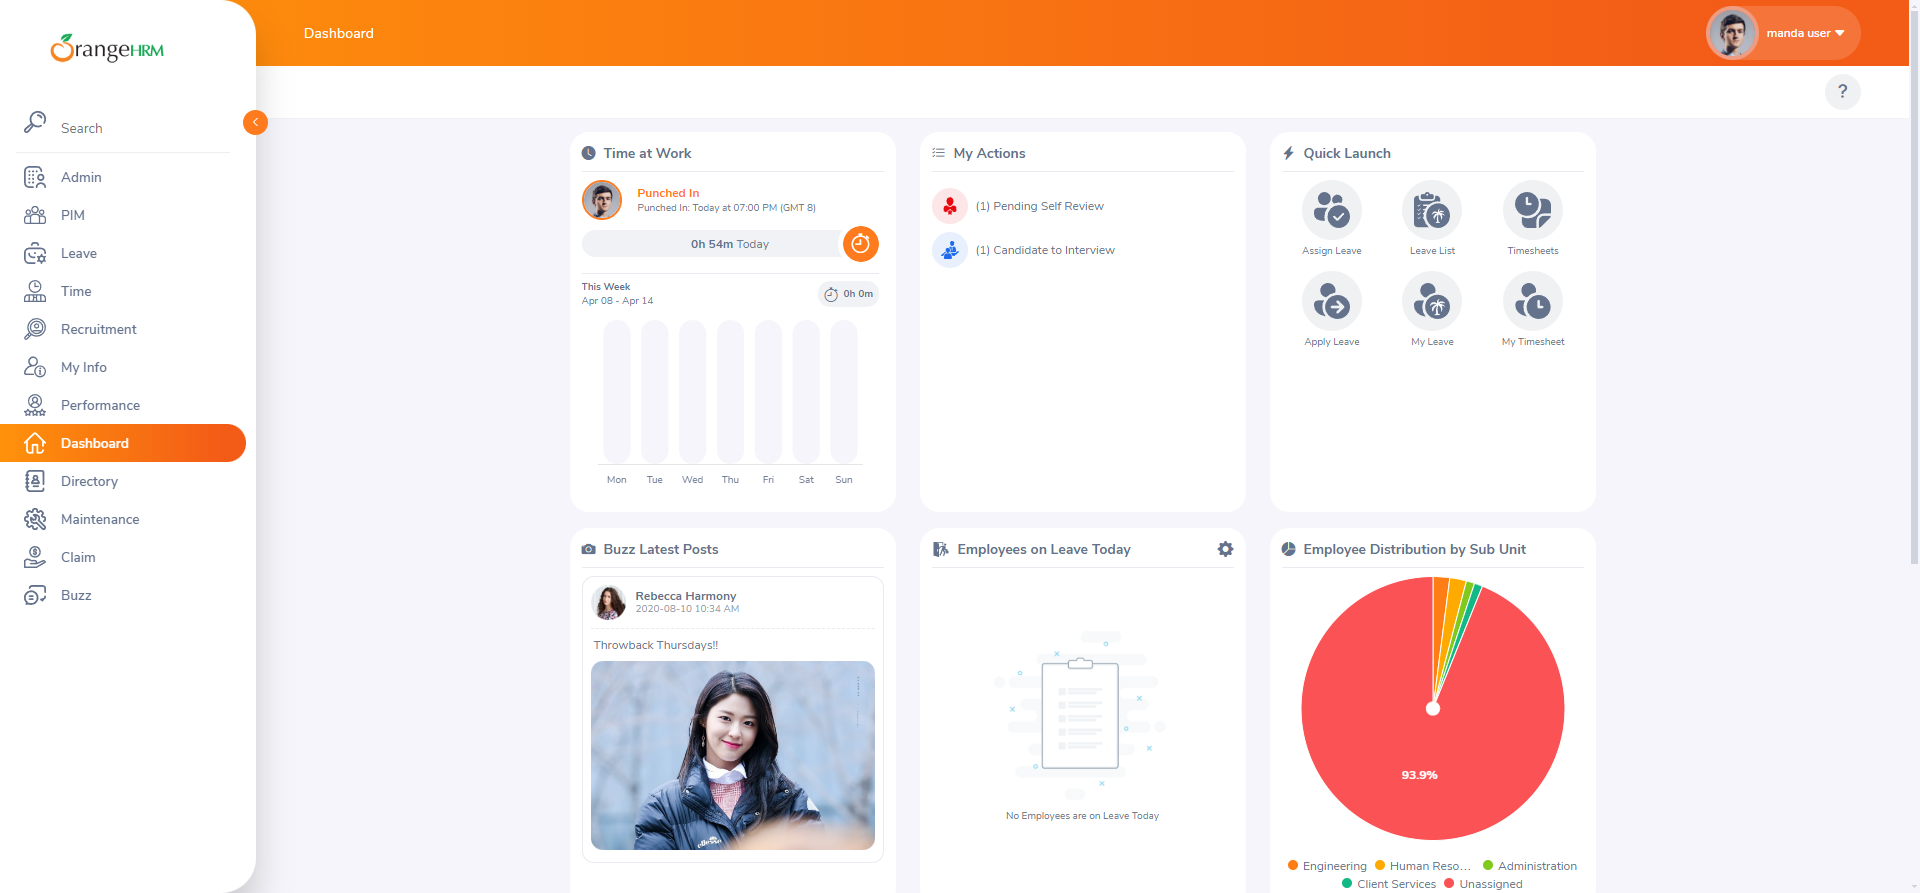 OrangeHRM
Dashboard
manda user
?
Search
Admin
PIM
Leave
Time
Recruitment
My Info
Performance
Dashboard
Directory
Maintenance
Claim
Buzz
Time at Work
Punched In
Punched In: Today at 07:00 PM (GMT 8)
0h 54m Today
This Week
Apr 08 - Apr 14
0h 0m
Mon Tue Wed Thu Fri Sat Sun
My Actions
(1) Pending Self Review
(1) Candidate to Interview
Quick Launch
Assign Leave Leave List Timesheets
Apply Leave My Leave My Timesheet
Buzz Latest Posts
Rebecca Harmony
2020-08-10 10:34 AM
Throwback Thursdays!!
ellesse
Employees on Leave Today
No Employees are on Leave Today
Employee Distribution by Sub Unit
93.9%
Engineering Human Reso... Administration
Client Services Unassigned